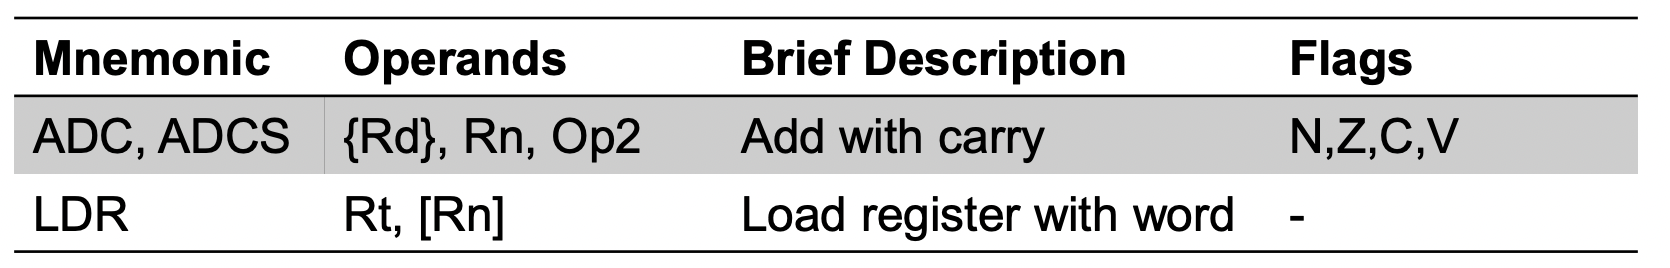 Mnemonic Operands Brief Description Flags
ADC, ADCS {Rd}, Rn, Op2 Add with carry N,Z,C,V
LDR Rt, [Rn] Load register with word -